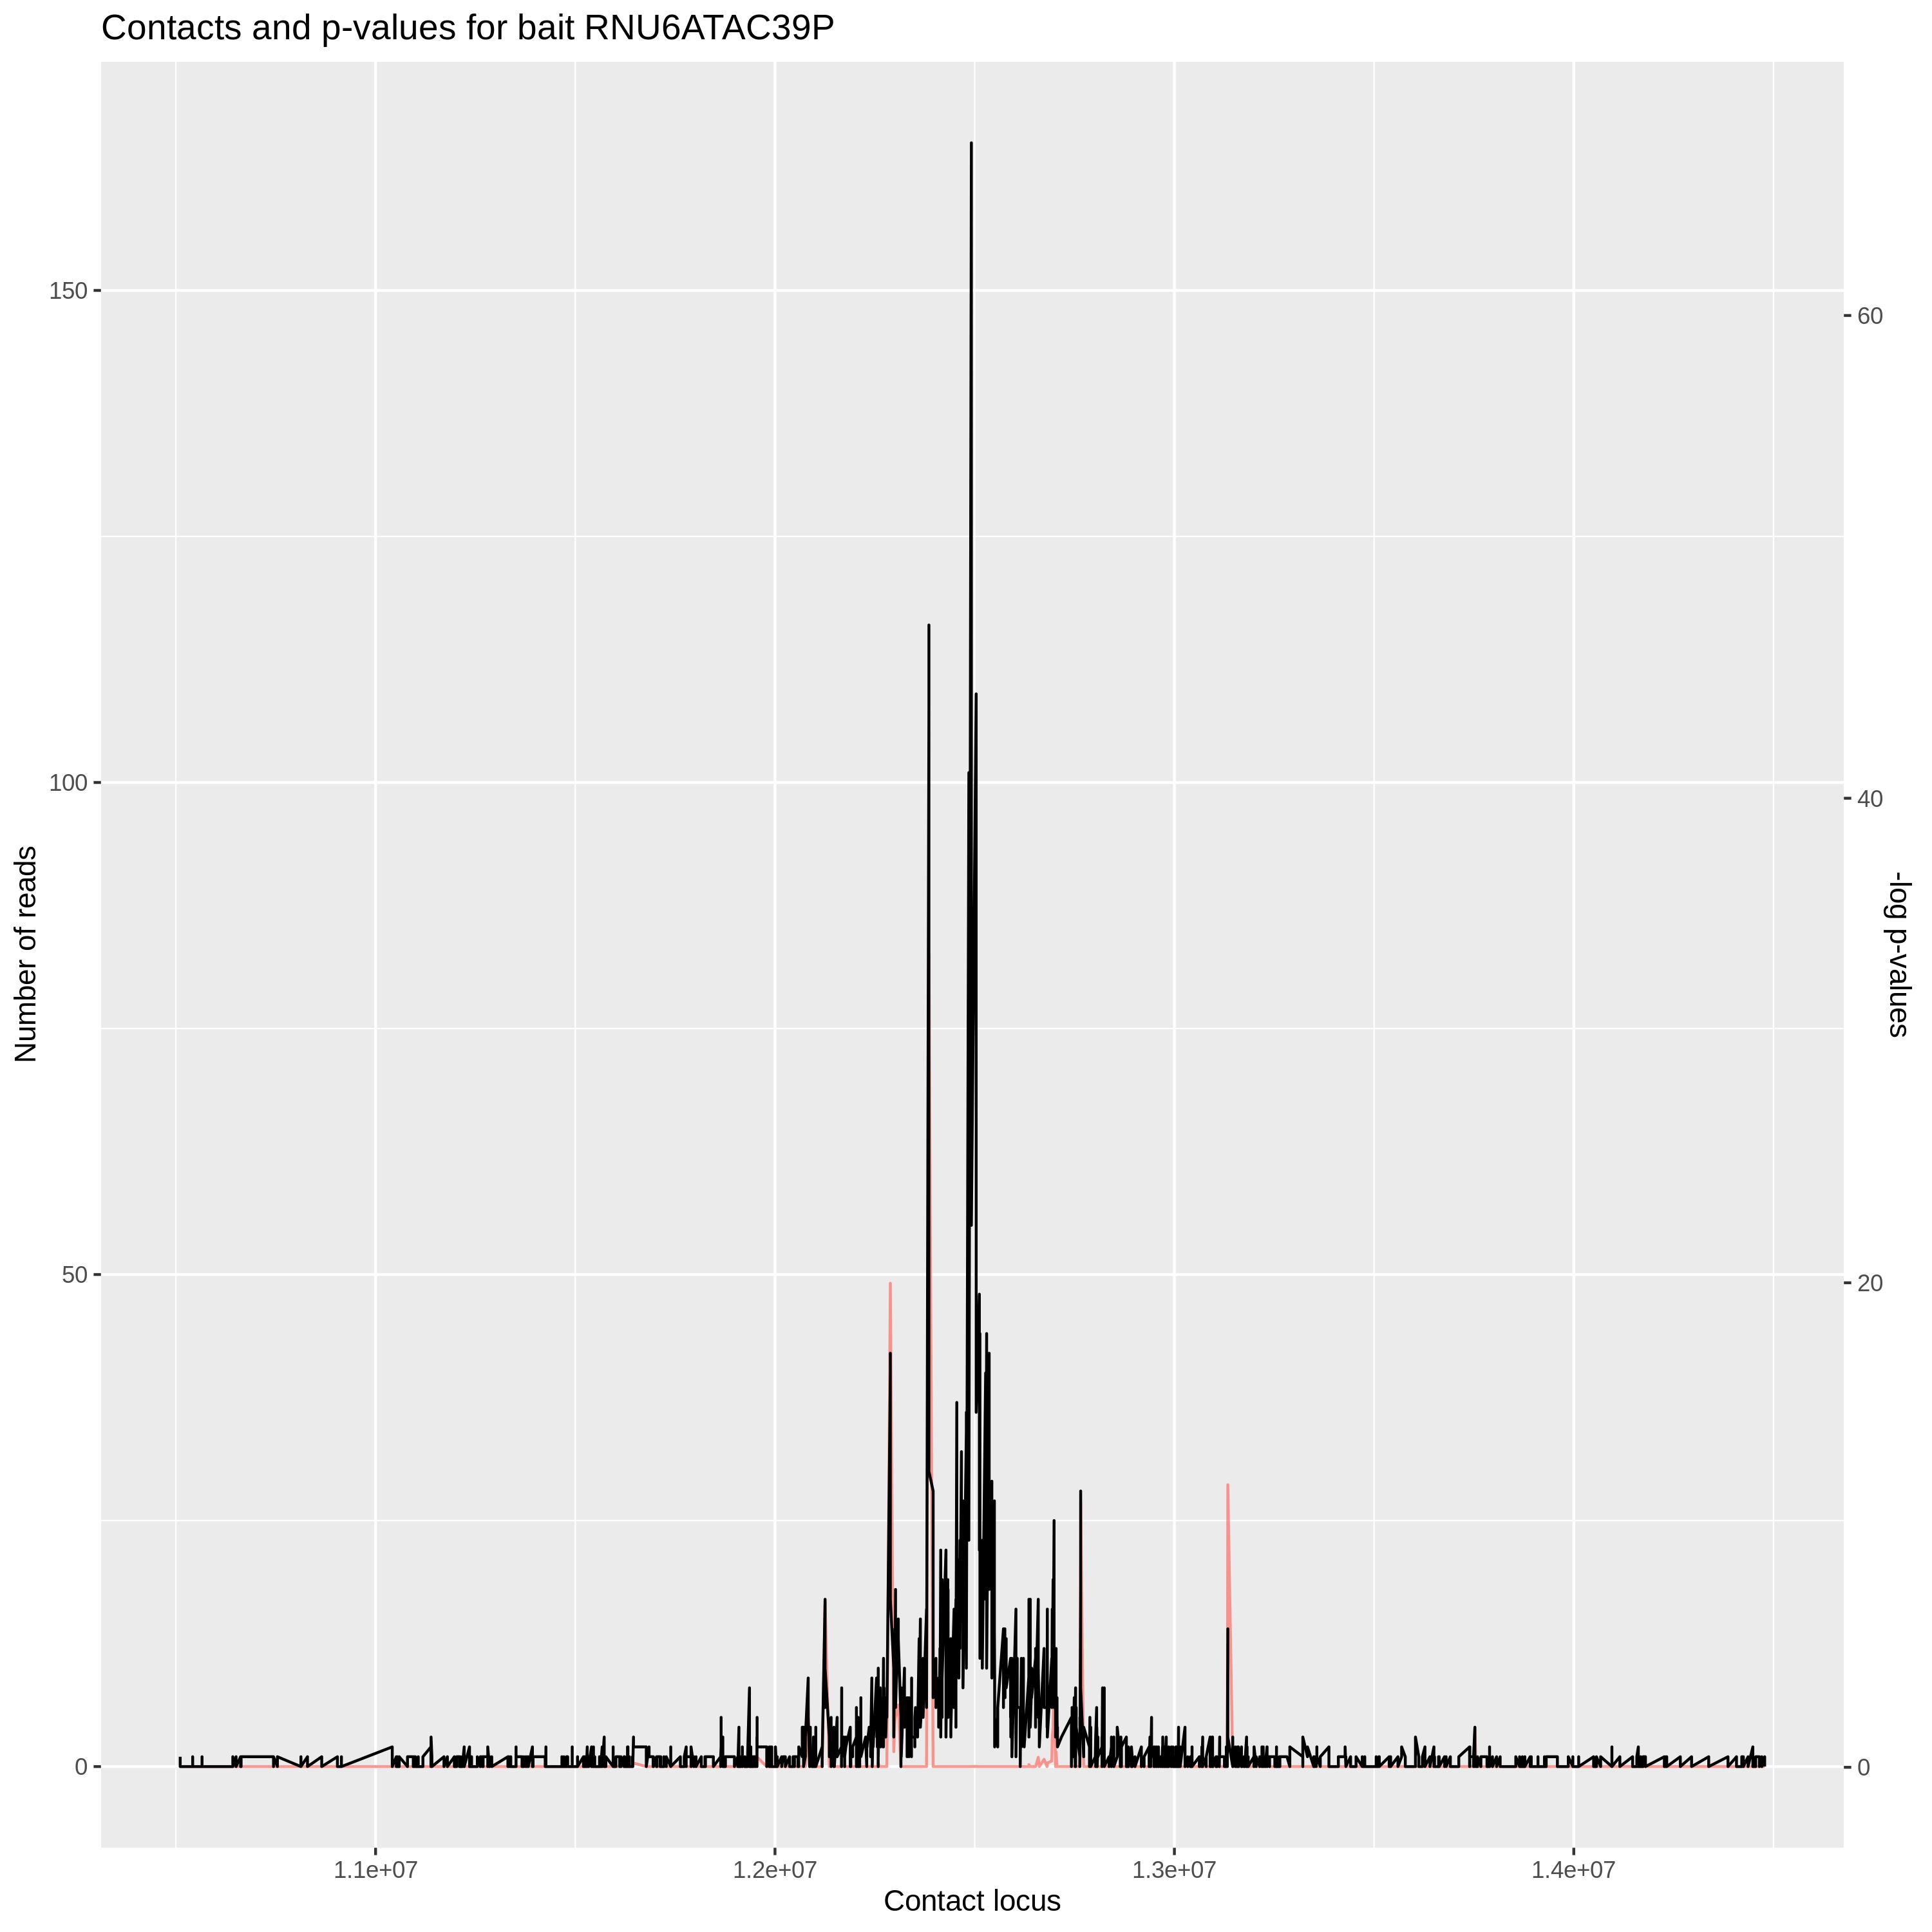 Contacts and p-values for bait RNU6ATAC39P
150
100
50
0
Number of reads
60
40
20
0
-log p-values
1.1e+07
1.2e+07
1.3e+07
1.4e+07
Contact locus